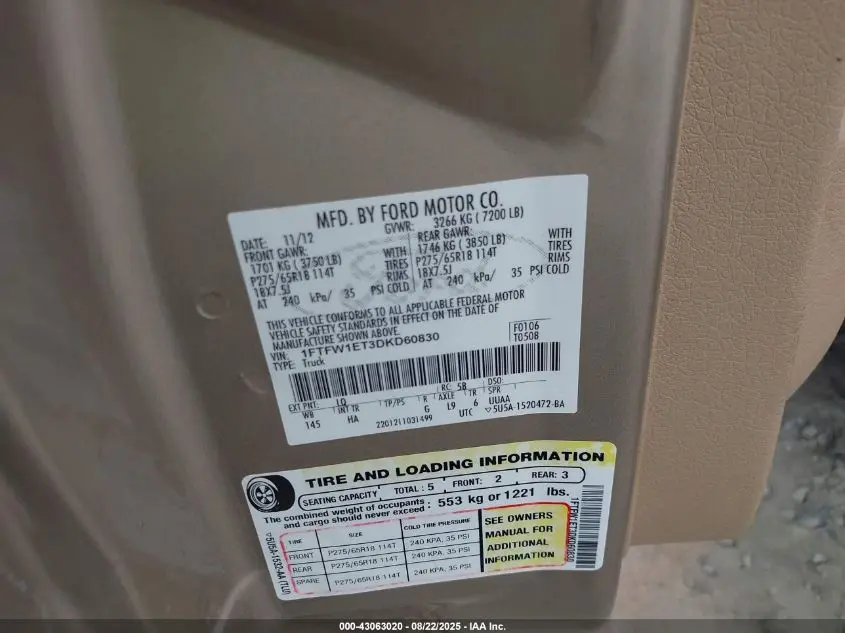 MFD. BY FORD MOTOR CO.
DATE: 11/12 GVWR: 3266 KG ( 7200 LB)
FRONT GAWR: REAR GAWR: WITH
1701 KG ( 3750 LB) WITH 1746 KG ( 3850 LB) TIRES
P275/65R18 114T TIRES P275/65R18 114T RIMS
18X7.5J RIMS 18X7.5J
AT 240 kPa/ 35 PSI COLD AT 240 kPa/ 35 PSI COLD
THIS VEHICLE CONFORMS TO ALL APPLICABLE FEDERAL MOTOR
VEHICLE SAFETY STANDARDS IN EFFECT ON THE DATE OF
MANUFACTURE SHOWN ABOVE.
VIN: 1FTFW1ET3DKD60830
TYPE: Truck
F0106
T050B
EXT PNT: LQ RC: 5B DSO:
WB INT TR TP/PS R AXLE TR SPR
145 HA G L9 6 UUAA
2201211031499 UTC ▽5U5A-1520472-BA
TIRE AND LOADING INFORMATION
SEATING CAPACITY TOTAL : 5 FRONT: 2 REAR: 3
The combined weight of occupants and cargo should never exceed : 553 kg or 1221 lbs.
TIRE SIZE COLD TIRE PRESSURE
FRONT P275/65R18 114T 240 KPA, 35 PSI
REAR P275/65R18 114T 240 KPA, 35 PSI
SPARE P275/65R18 114T 240 KPA, 35 PSI
SEE OWNERS
MANUAL FOR
ADDITIONAL
INFORMATION
▽5U5A-1532-AA (TLU)
1FTFW1ET3DKD60830
000-43063020 - 08/22/2025 - IAA Inc.